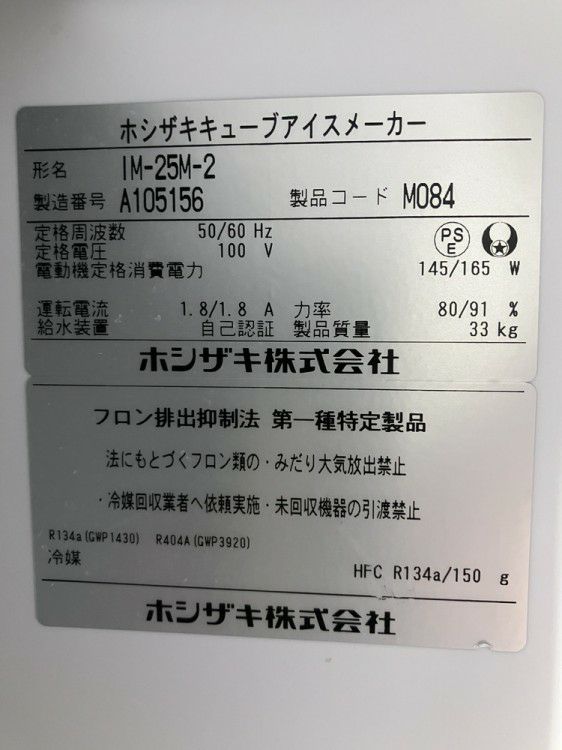 ホシザキキューブアイスメーカー
形名 IM-25M-2
製造番号 A105156 製品コード M084
定格周波数 50/60 Hz
定格電圧 100 V
PS E
電動機定格消費電力 145/165 W
運転電流 1.8/1.8 A 力率 80/91 %
給水装置 自己認証 製品質量 33 kg
ホシザキ株式会社
フロン排出抑制法 第一種特定製品
法にもとづくフロン類の・みだり大気放出禁止
・冷媒回収業者へ依頼実施・未回収機器の引渡禁止
R134a(GWP1430) R404A(GWP3920)
冷媒 HFC R134a/150 g
ホシザキ株式会社